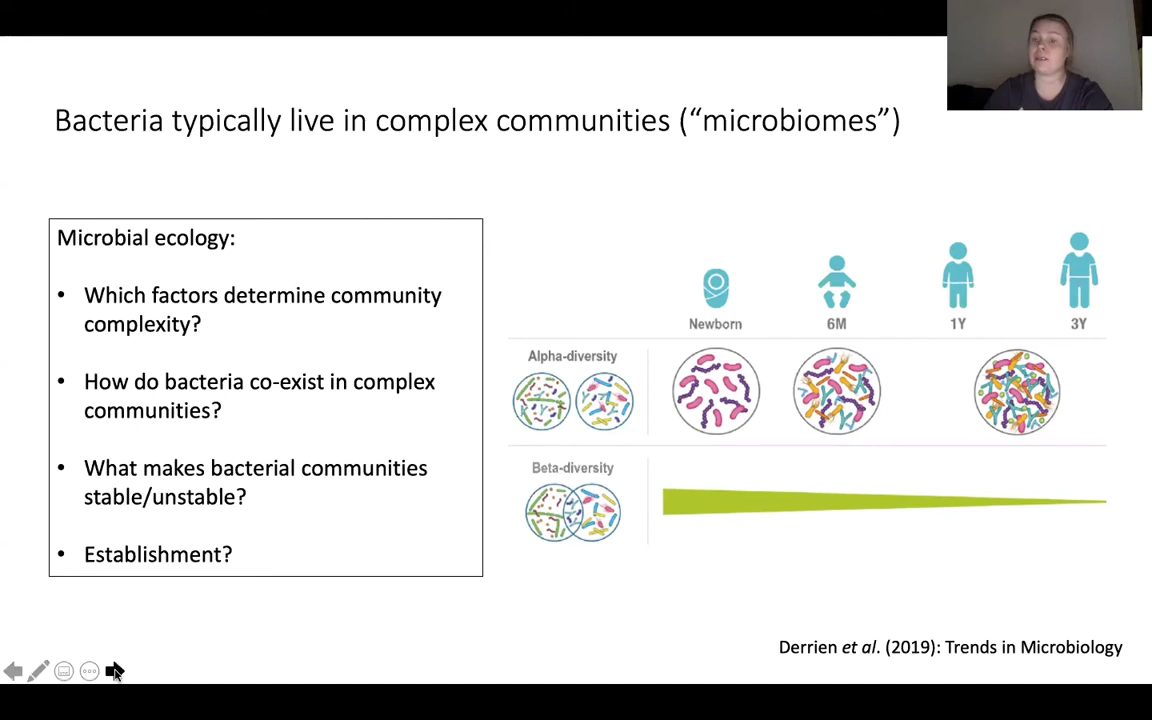 Bacteria typically live in complex communities (“microbiomes”)
Microbial ecology:
• Which factors determine community
complexity?
• How do bacteria co-exist in complex
communities?
• What makes bacterial communities
stable/unstable?
• Establishment?
Newborn
6M
1Y
3Y
Alpha-diversity
Beta-diversity
Derrien et al. (2019): Trends in Microbiology